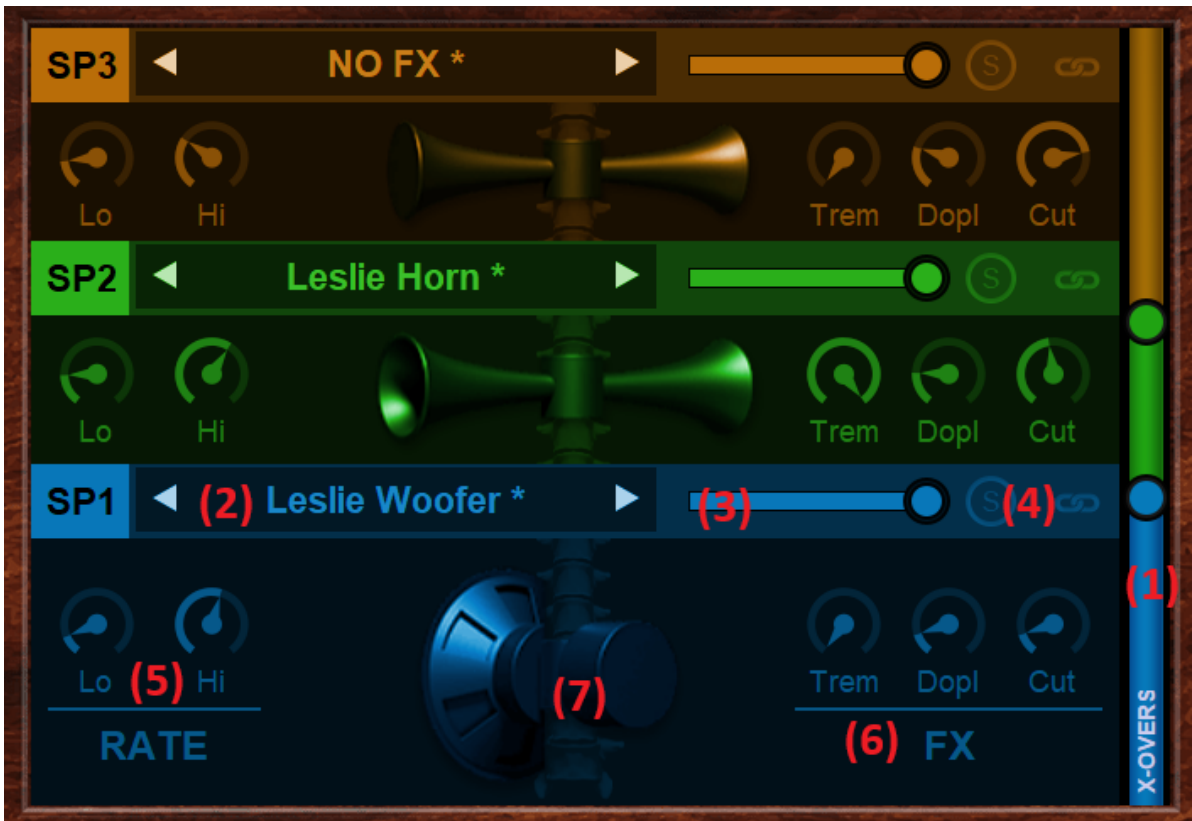 SP3 NO FX * S
Lo Hi Trem Dopl Cut
SP2 Leslie Horn * S
Lo Hi Trem Dopl Cut
SP1 (2) Leslie Woofer * (3) S (4)
(1)
Lo (5) Hi (7) Trem Dopl Cut
RATE (6) FX
X-OVERS